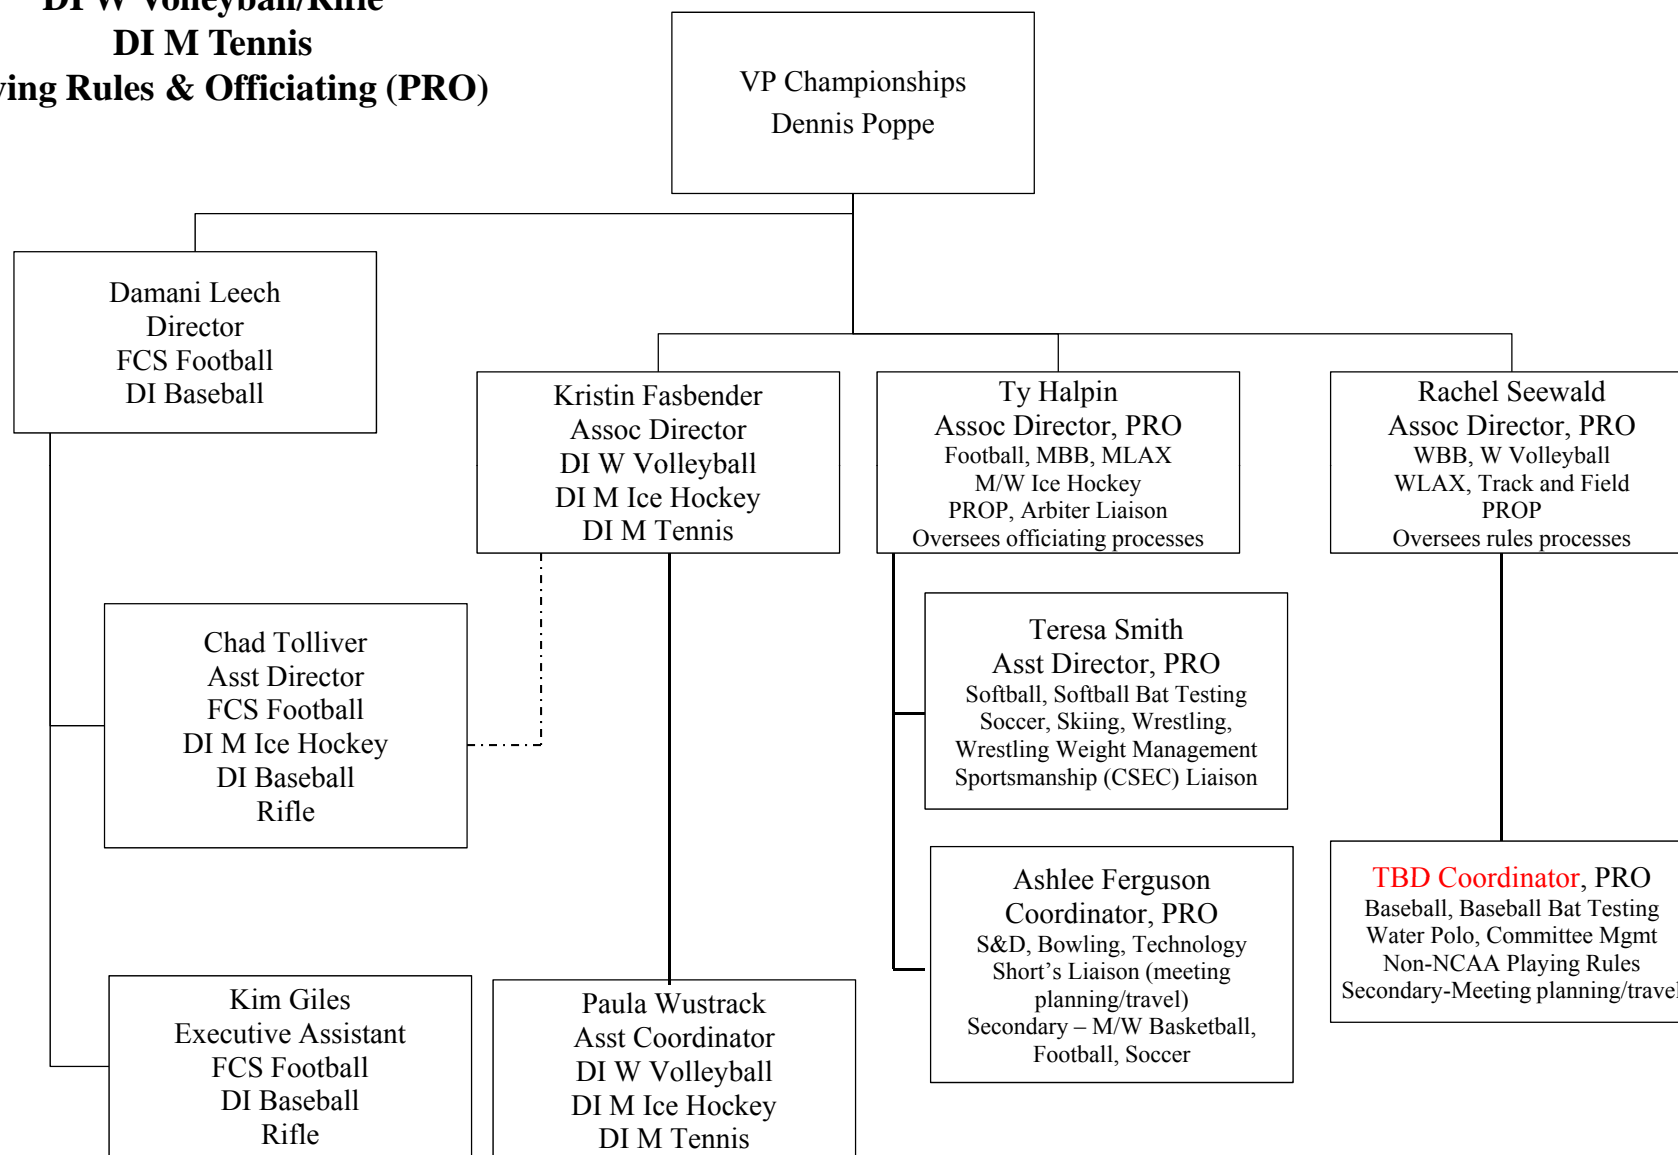 DI W Volleyball/Rifle
DI M Tennis
Rules & Officiating (PRO)
VP Championships
Dennis Poppe
Damani Leech
Director
FCS Football
DI Baseball
Kristin Fasbender
Assoc Director
DI W Volleyball
DI M Ice Hockey
DI M Tennis
Ty Halpin
Assoc Director, PRO
Football, MBB, MLAX
M/W Ice Hockey
PROP, Arbiter Liaison
Oversees officiating processes
Rachel Seewald
Assoc Director, PRO
WBB, W Volleyball
WLAX, Track and Field
PROP
Oversees rules processes
Chad Tolliver
Asst Director
FCS Football
DI M Ice Hockey
DI Baseball
Rifle
Teresa Smith
Asst Director, PRO
Softball, Softball Bat Testing
Soccer, Skiing, Wrestling,
Wrestling Weight Management
Sportsmanship (CSEC) Liaison
Ashlee Ferguson
Coordinator, PRO
S&D, Bowling, Technology
Short’s Liaison (meeting
planning/travel)
Secondary – M/W Basketball,
Football, Soccer
TBD Coordinator, PRO
Baseball, Baseball Bat Testing
Water Polo, Committee Mgmt
Non-NCAA Playing Rules
Secondary-Meeting planning/travel
Kim Giles
Executive Assistant
FCS Football
DI Baseball
Rifle
Paula Wustrack
Asst Coordinator
DI W Volleyball
DI M Ice Hockey
DI M Tennis